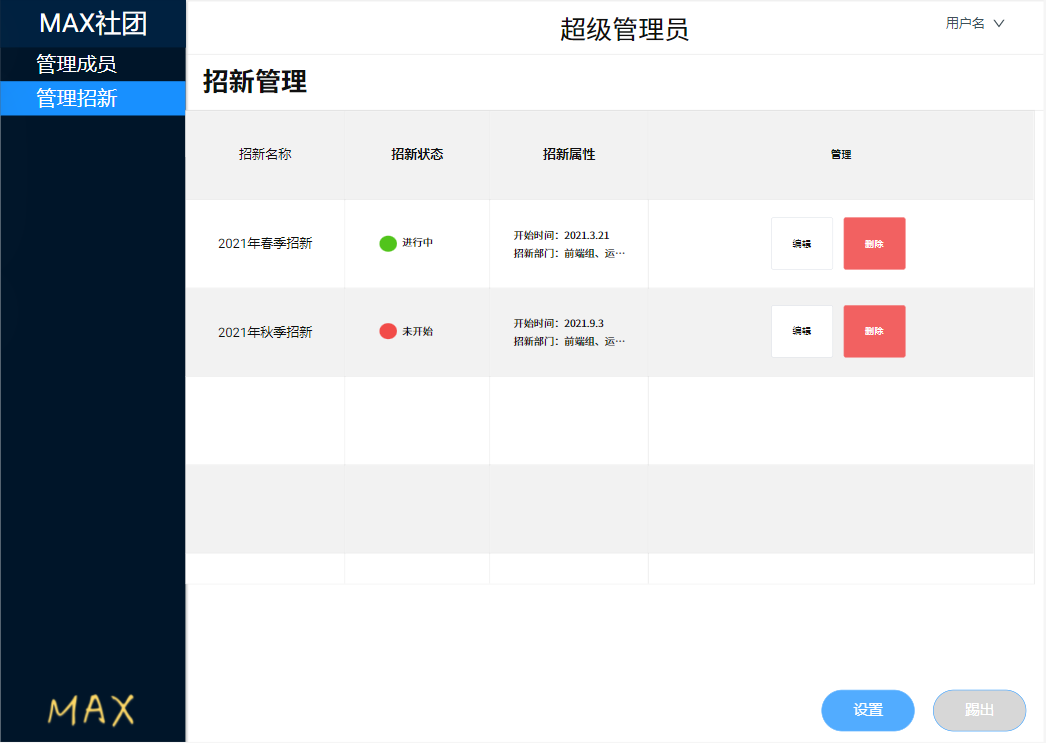 MAX社团
超级管理员
用户名
管理成员
管理招新
招新管理
招新名称 招新状态 招新属性 管理
2021年春季招新 进行中 开始时间：2021.3.21
招新部门：前端组、运…
编辑 删除
2021年秋季招新 未开始 开始时间：2021.9.3
招新部门：前端组、运…
编辑 删除
设置 踢出
MAX